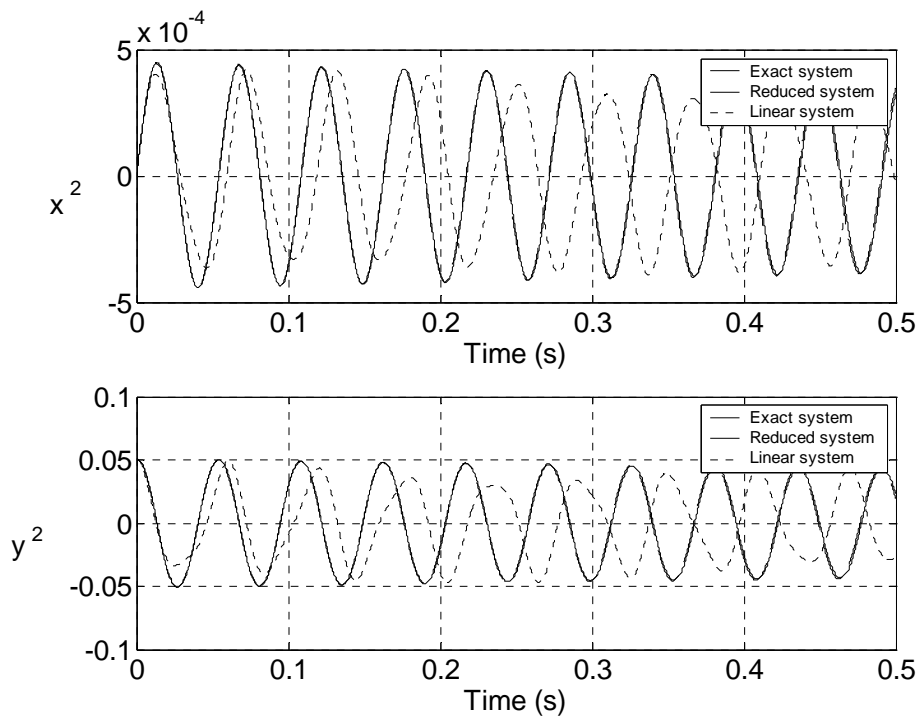 x 10-4
5
0
-5
x 2
Exact system
Reduced system
Linear system
0 0.1 0.2 0.3 0.4 0.5
Time (s)
0.1
0.05
0
-0.05
-0.1
y 2
Exact system
Reduced system
Linear system
0 0.1 0.2 0.3 0.4 0.5
Time (s)